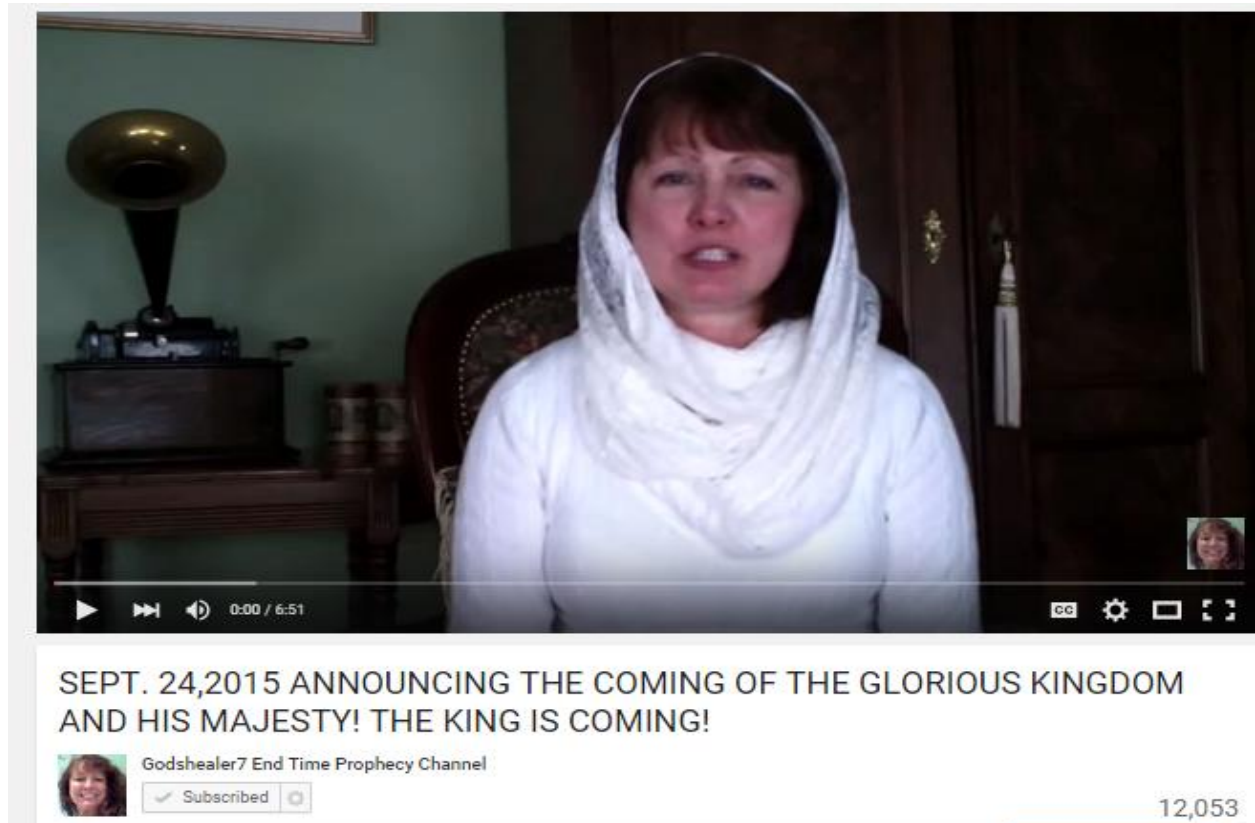 0:00 / 6:51
CC
SEPT. 24,2015 ANNOUNCING THE COMING OF THE GLORIOUS KINGDOM
AND HIS MAJESTY! THE KING IS COMING!
Godshealer7 End Time Prophecy Channel
Subscribed
12,053